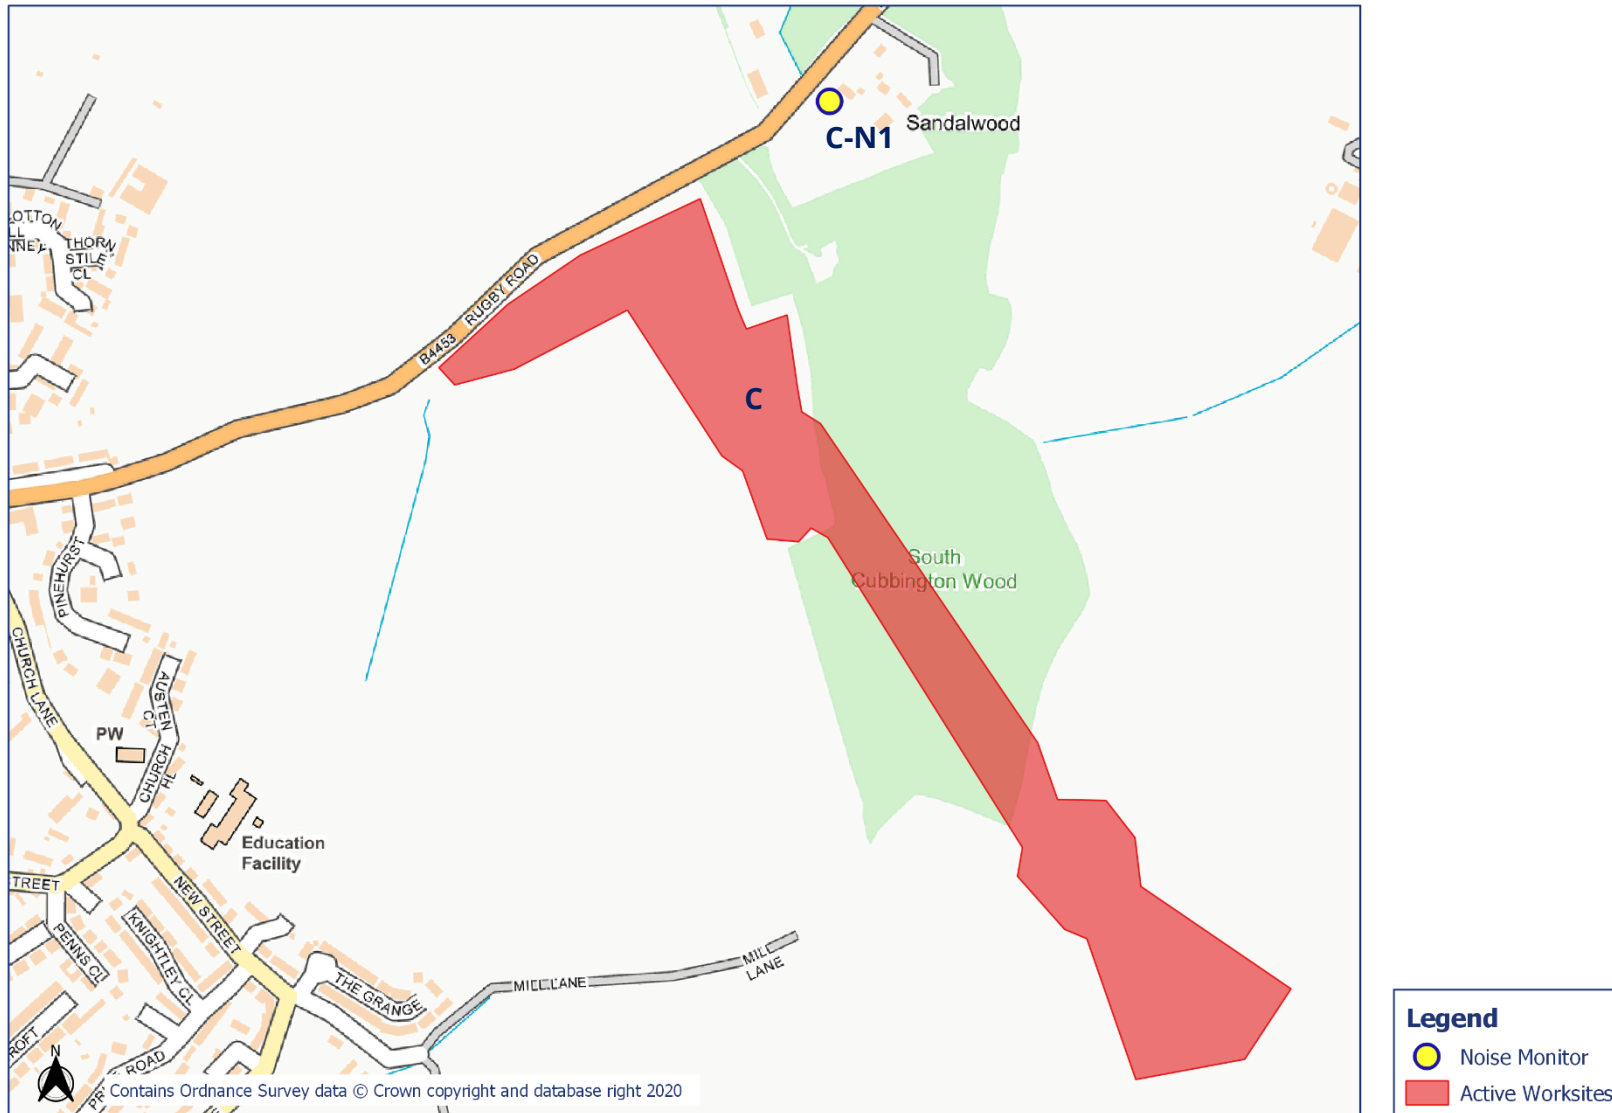 Sandalwood
C-N1
THORN
STILE
CL
B4453
RUGBY ROAD
C
South
Cubbington Wood
PINEHURST
CHURCH LANE
AUSTEN
CT
PW
CHURCH
HL
Education
Facility
NEW STREET
PENNS CL
KNIGHTLEY CL
THE GRANGE
MILL LANE
MILL
LANE
ROAD
N
Contains Ordnance Survey data © Crown copyright and database right 2020
Legend
Noise Monitor
Active Worksites